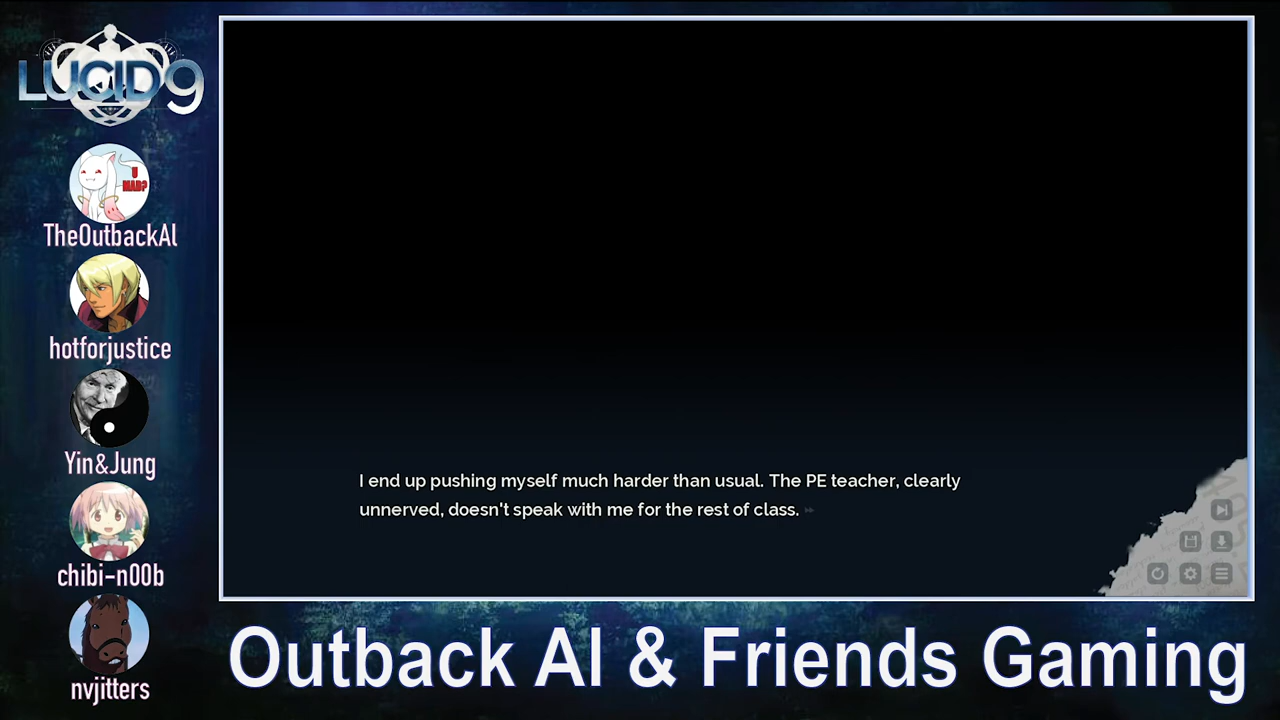 LUCID9
U
MAD?
TheOutbackAl
hotforjustice
Yin&Jung
chibi-n00b
nvjitters
I end up pushing myself much harder than usual. The PE teacher, clearly
unnerved, doesn't speak with me for the rest of class.
Outback Al & Friends Gaming